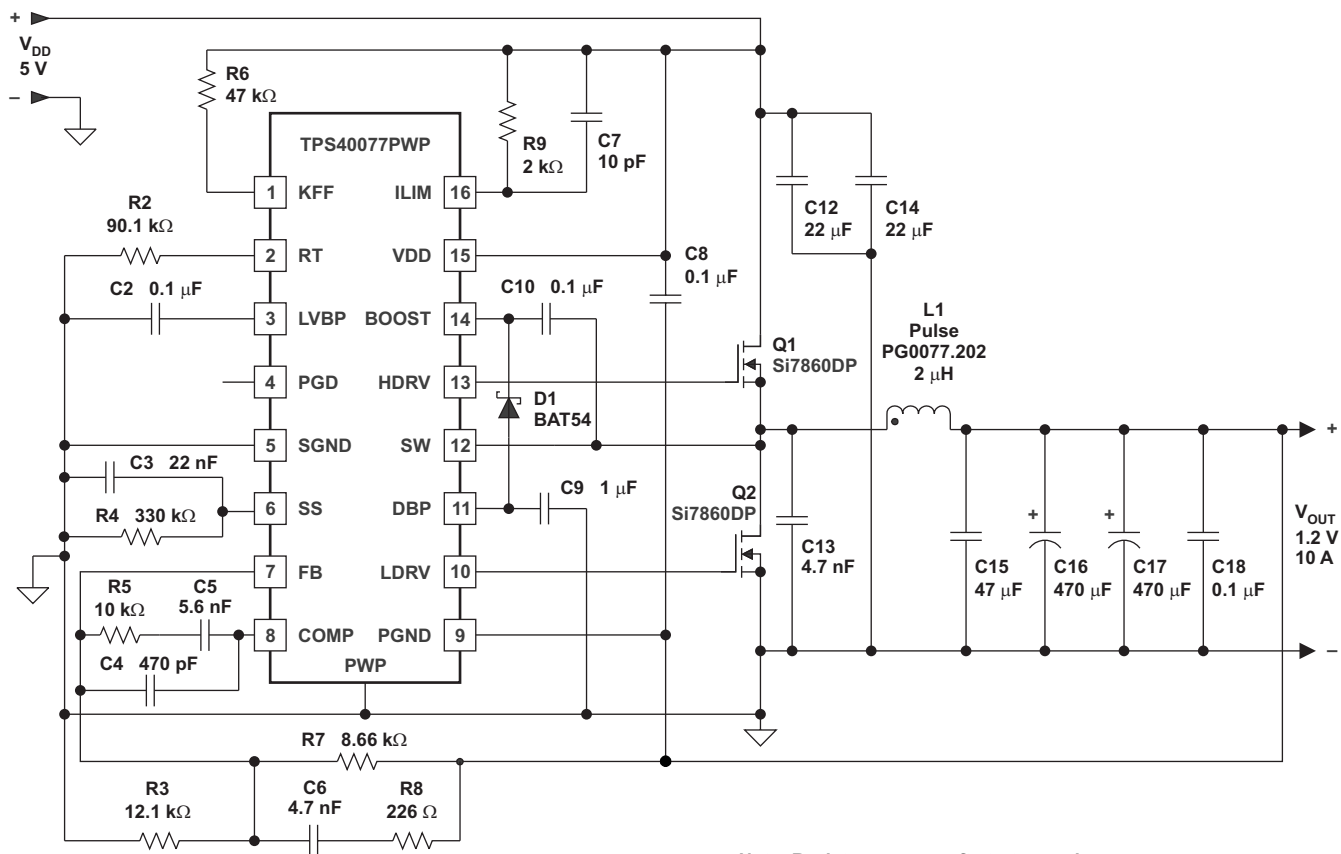 +
V_DD
5 V
–
R6
47 kΩ
TPS40077PWP
R9
2 kΩ
C7
10 pF
1 KFF
ILIM 16
R2
90.1 kΩ
C12
22 μF
C14
22 μF
2 RT
VDD 15
C8
0.1 μF
C2 0.1 μF
C10 0.1 μF
3 LVBP
BOOST 14
L1
Pulse
PG0077.202
2 μH
Q1
Si7860DP
4 PGD
HDRV 13
D1
BAT54
+
5 SGND
SW 12
C3 22 nF
C9 1 μF
Q2
Si7860DP
6 SS
DBP 11
R4 330 kΩ
+
+
V_OUT
1.2 V
10 A
C13
4.7 nF
C15
47 μF
C16
470 μF
C17
470 μF
C18
0.1 μF
7 FB
LDRV 10
R5
10 kΩ
C5
5.6 nF
8 COMP
PGND 9
C4 470 pF
PWP
–
R7 8.66 kΩ
R3
12.1 kΩ
C6
4.7 nF
R8
226 Ω